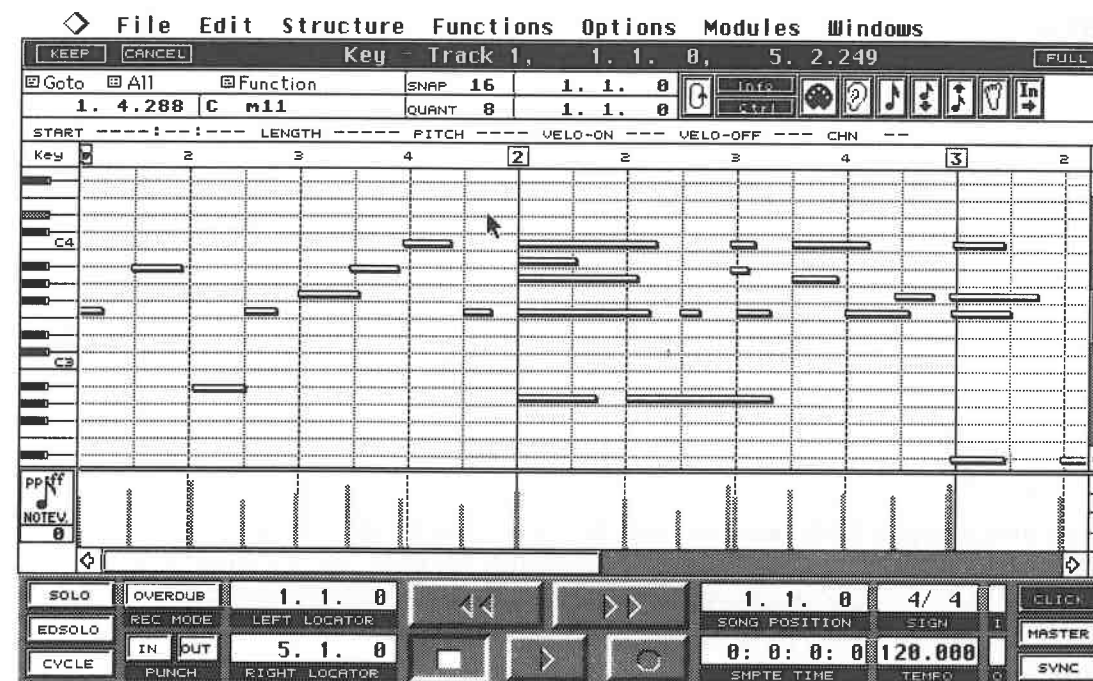 File Edit Structure Functions Options Modules Windows
KEEP CANCEL Key - Track 1, 1. 1. 0, 5. 2.249 FULL
Goto All Function SNAP 16 1. 1. 0 Info
1. 4.288 C m11 QUANT 8 1. 1. 0 Ctrl In
START ----:--:--- LENGTH ----- PITCH ---- VELO-ON --- VELO-OFF --- CHN --
Key 2 3 4 2 2 3 4 3 2
C4
C3
PP ff
NOTEV.
0
SOLO OVERDUB 1. 1. 0 1. 1. 0 4/ 4 CLICK
REC MODE LEFT LOCATOR SONG POSITION SIGN I
EDSOLO MASTER
IN OUT 5. 1. 0 0: 0: 0: 0 120.000
CYCLE PUNCH RIGHT LOCATOR SMPTE TIME TEMPO O SYNC